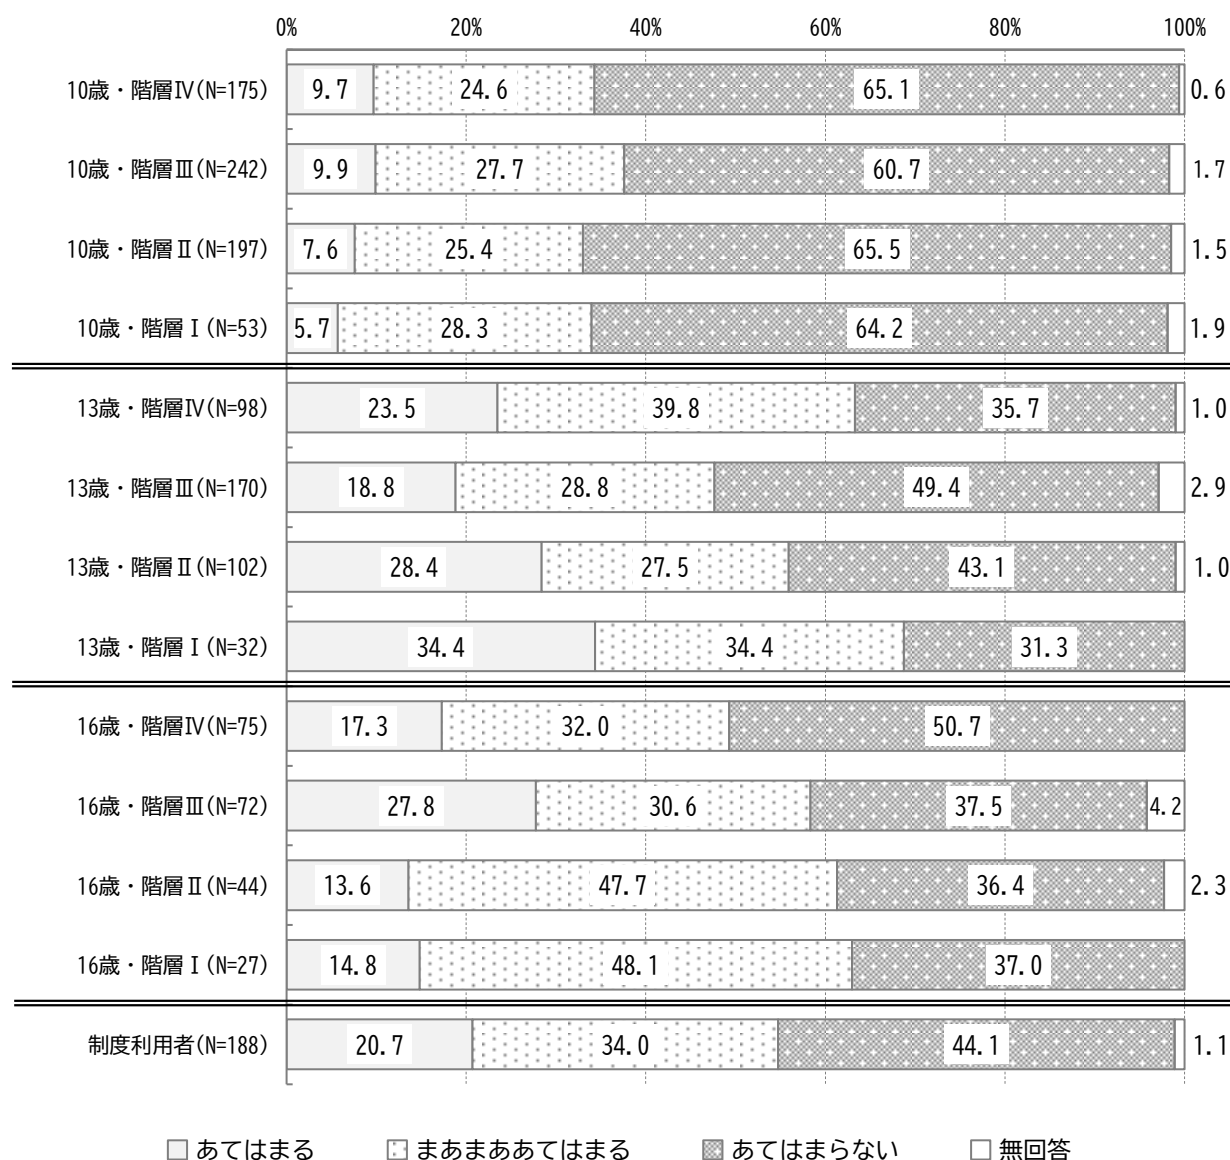 0% 20% 40% 60% 80% 100%
10歳・階層Ⅳ(N=175) 9.7 24.6 65.1 0.6
10歳・階層Ⅲ(N=242) 9.9 27.7 60.7 1.7
10歳・階層Ⅱ(N=197) 7.6 25.4 65.5 1.5
10歳・階層Ⅰ(N=53) 5.7 28.3 64.2 1.9
13歳・階層Ⅳ(N=98) 23.5 39.8 35.7 1.0
13歳・階層Ⅲ(N=170) 18.8 28.8 49.4 2.9
13歳・階層Ⅱ(N=102) 28.4 27.5 43.1 1.0
13歳・階層Ⅰ(N=32) 34.4 34.4 31.3
16歳・階層Ⅳ(N=75) 17.3 32.0 50.7
16歳・階層Ⅲ(N=72) 27.8 30.6 37.5 4.2
16歳・階層Ⅱ(N=44) 13.6 47.7 36.4 2.3
16歳・階層Ⅰ(N=27) 14.8 48.1 37.0
制度利用者(N=188) 20.7 34.0 44.1 1.1
あてはまる まあまああてはまる あてはまらない 無回答